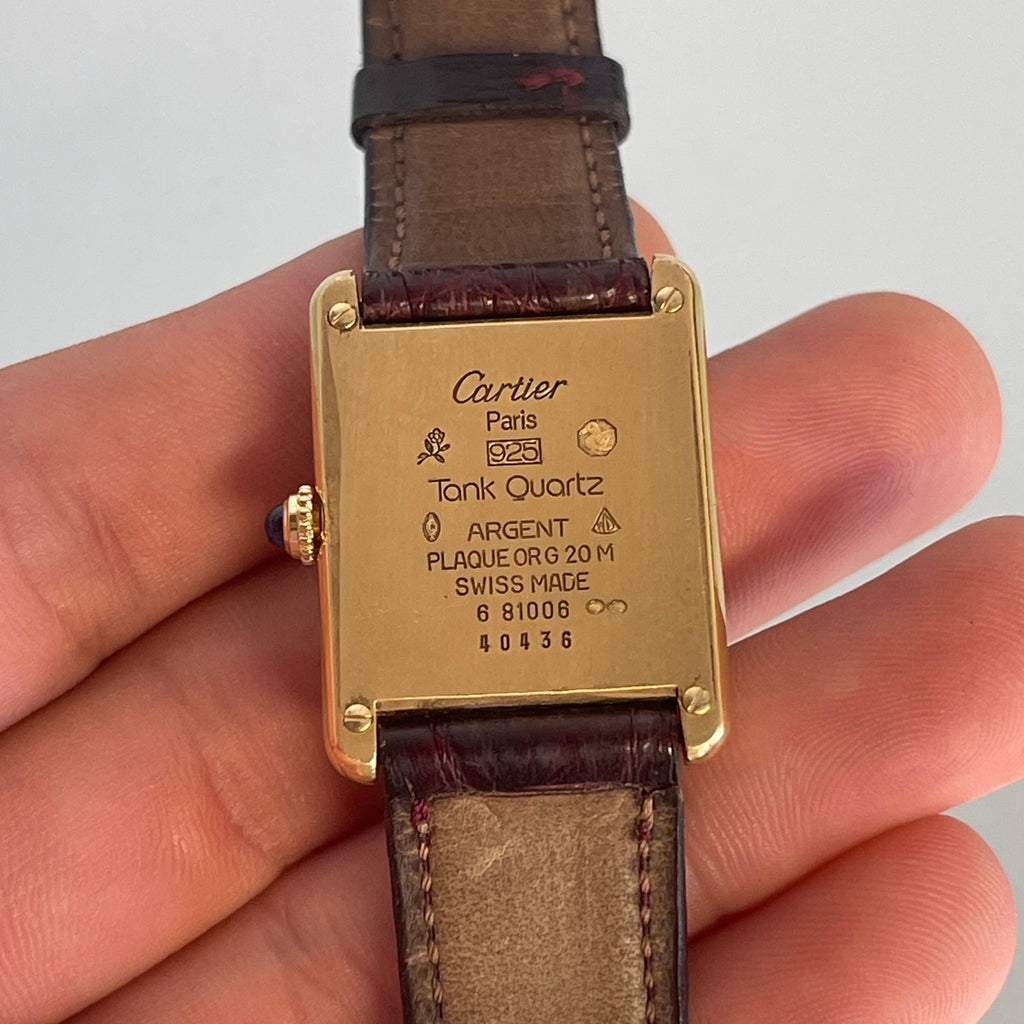 Cartier
Paris
925
Tank Quartz
ARGENT
PLAQUE OR G 20 M
SWISS MADE
6 81006
40436